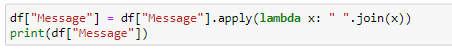 df["Message"] = df["Message"].apply(lambda x: " ".join(x))
print(df["Message"])